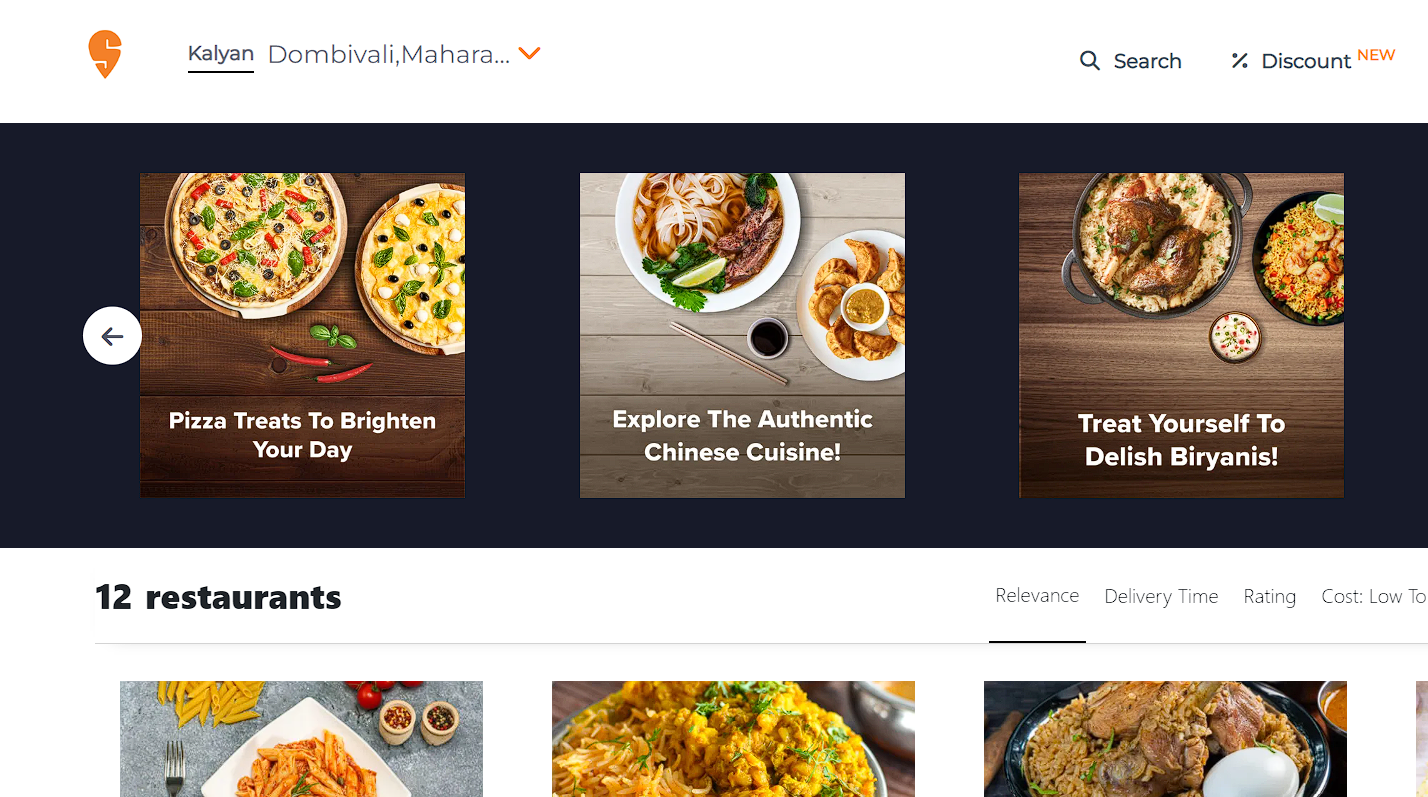 Kalyan Dombivali,Mahara...
Search
Discount NEW
Pizza Treats To Brighten
Your Day
Explore The Authentic
Chinese Cuisine!
Treat Yourself To
Delish Biryanis!
12 restaurants
Relevance Delivery Time Rating Cost: Low To